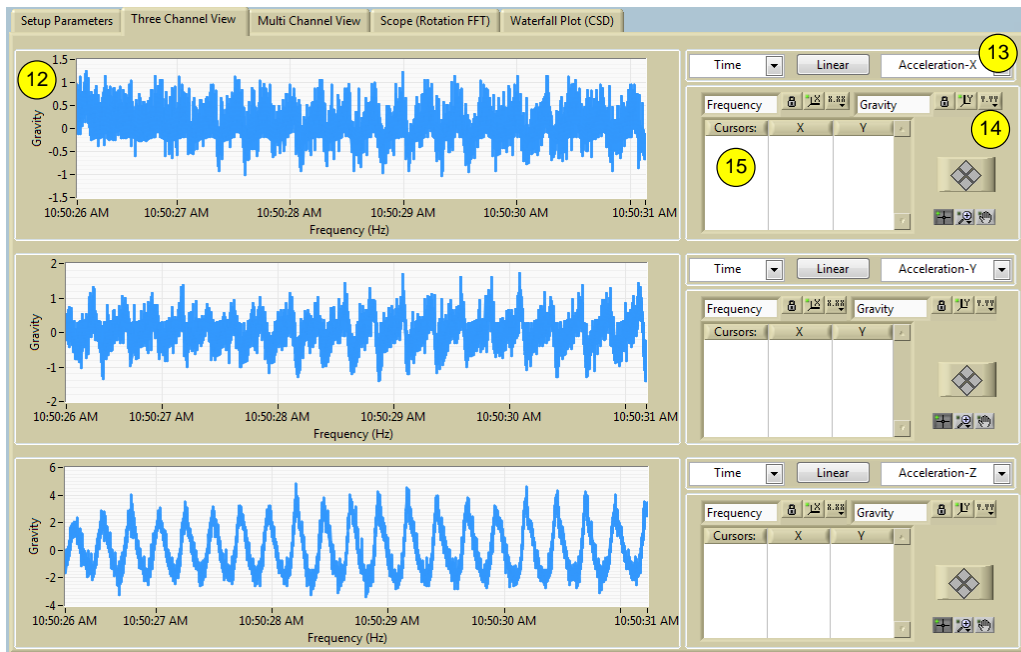 Setup Parameters Three Channel View Multi Channel View Scope (Rotation FFT) Waterfall Plot (CSD)
12
1.5
1
0.5
0
-0.5
-1
-1.5
Gravity
10:50:26 AM 10:50:27 AM 10:50:28 AM 10:50:29 AM 10:50:30 AM 10:50:31 AM
Frequency (Hz)
Time Linear Acceleration-X 13
Frequency X X.XX Gravity Y Y.YY
14
Cursors: X Y
15
2
1
0
-1
-2
Gravity
10:50:26 AM 10:50:27 AM 10:50:28 AM 10:50:29 AM 10:50:30 AM 10:50:31 AM
Frequency (Hz)
Time Linear Acceleration-Y
Frequency X X.XX Gravity Y Y.YY
Cursors: X Y
6
4
2
0
-2
-4
Gravity
10:50:26 AM 10:50:27 AM 10:50:28 AM 10:50:29 AM 10:50:30 AM 10:50:31 AM
Frequency (Hz)
Time Linear Acceleration-Z
Frequency X X.XX Gravity Y Y.YY
Cursors: X Y